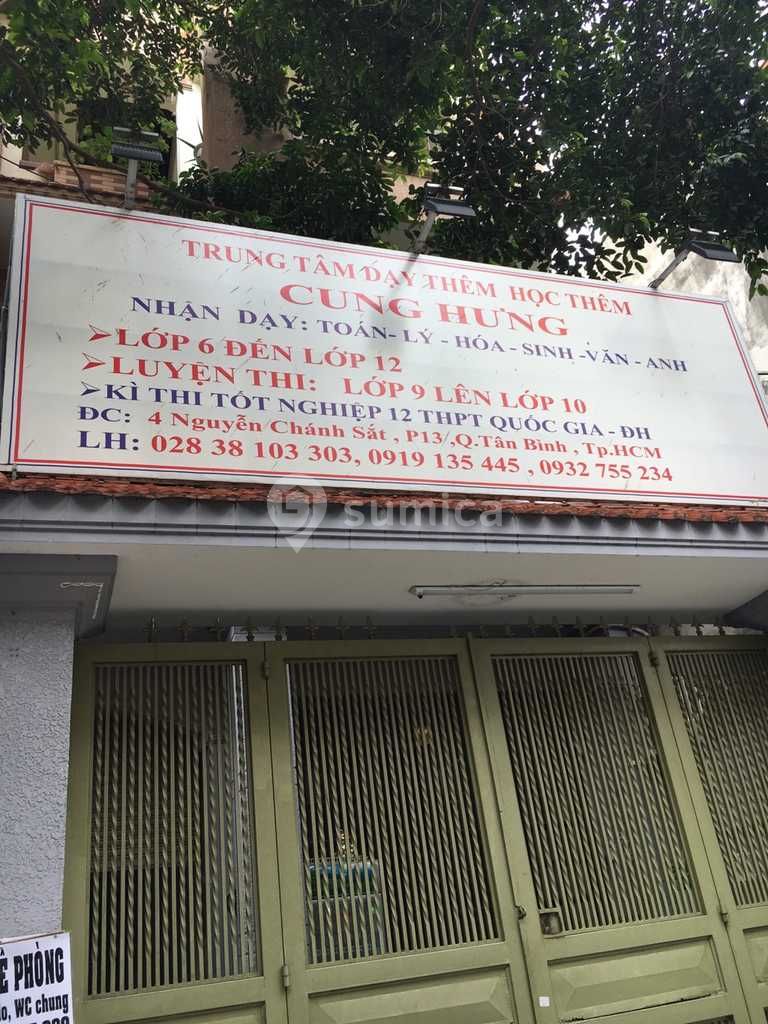 TRUNG TÂM DẠY THÊM HỌC THÊM
CUNG HƯNG
NHẬN DẠY: TOÁN- LÝ - HÓA - SINH -VĂN - ANH
➢LỚP 6 ĐẾN LỚP 12
➢LUYỆN THI: LỚP 9 LÊN LỚP 10
➢KÌ THI TỐT NGHIỆP 12 THPT QUỐC GIA - ĐH
ĐC: 4 Nguyễn Chánh Sắt , P13/,Q.Tân Bình , Tp.HCM
LH: 028 38 103 303, 0919 135 445 , 0932 755 234
sumica
PHÒNG
WC chung